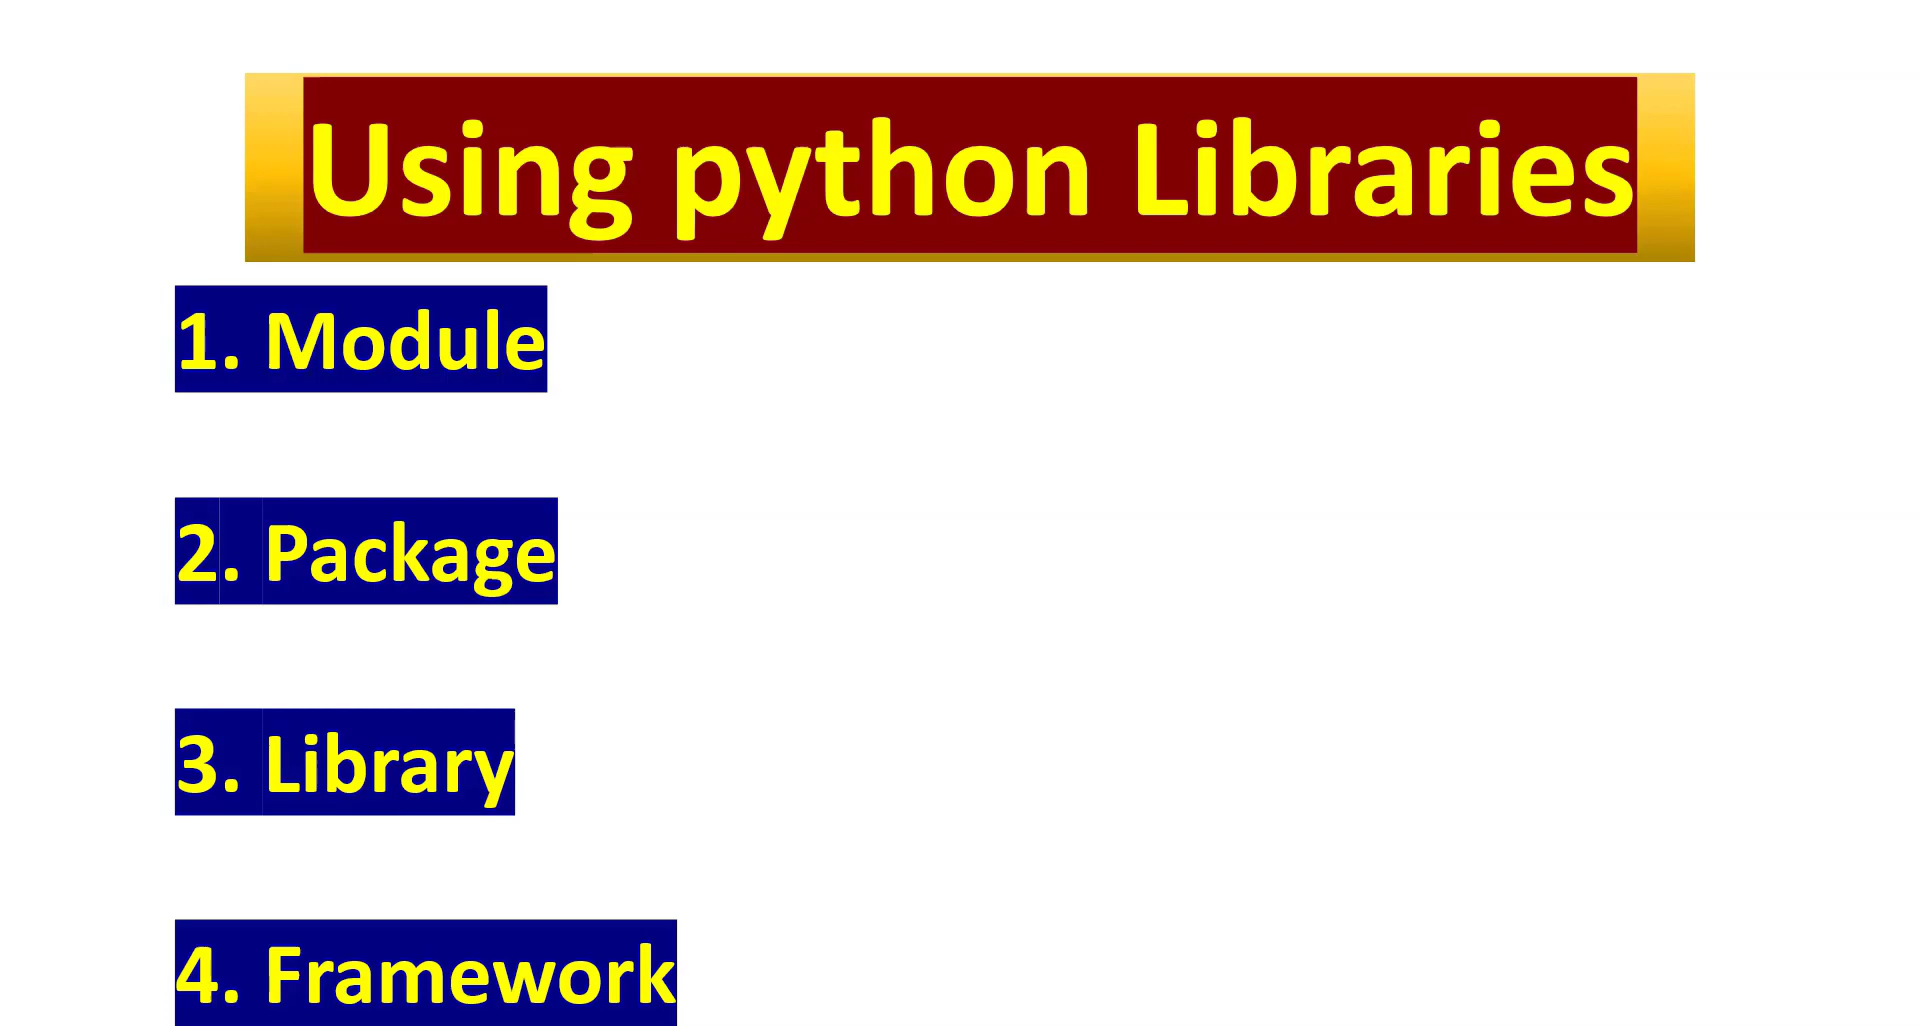 Using python Libraries
1. Module
2. Package
3. Library
4. Framework